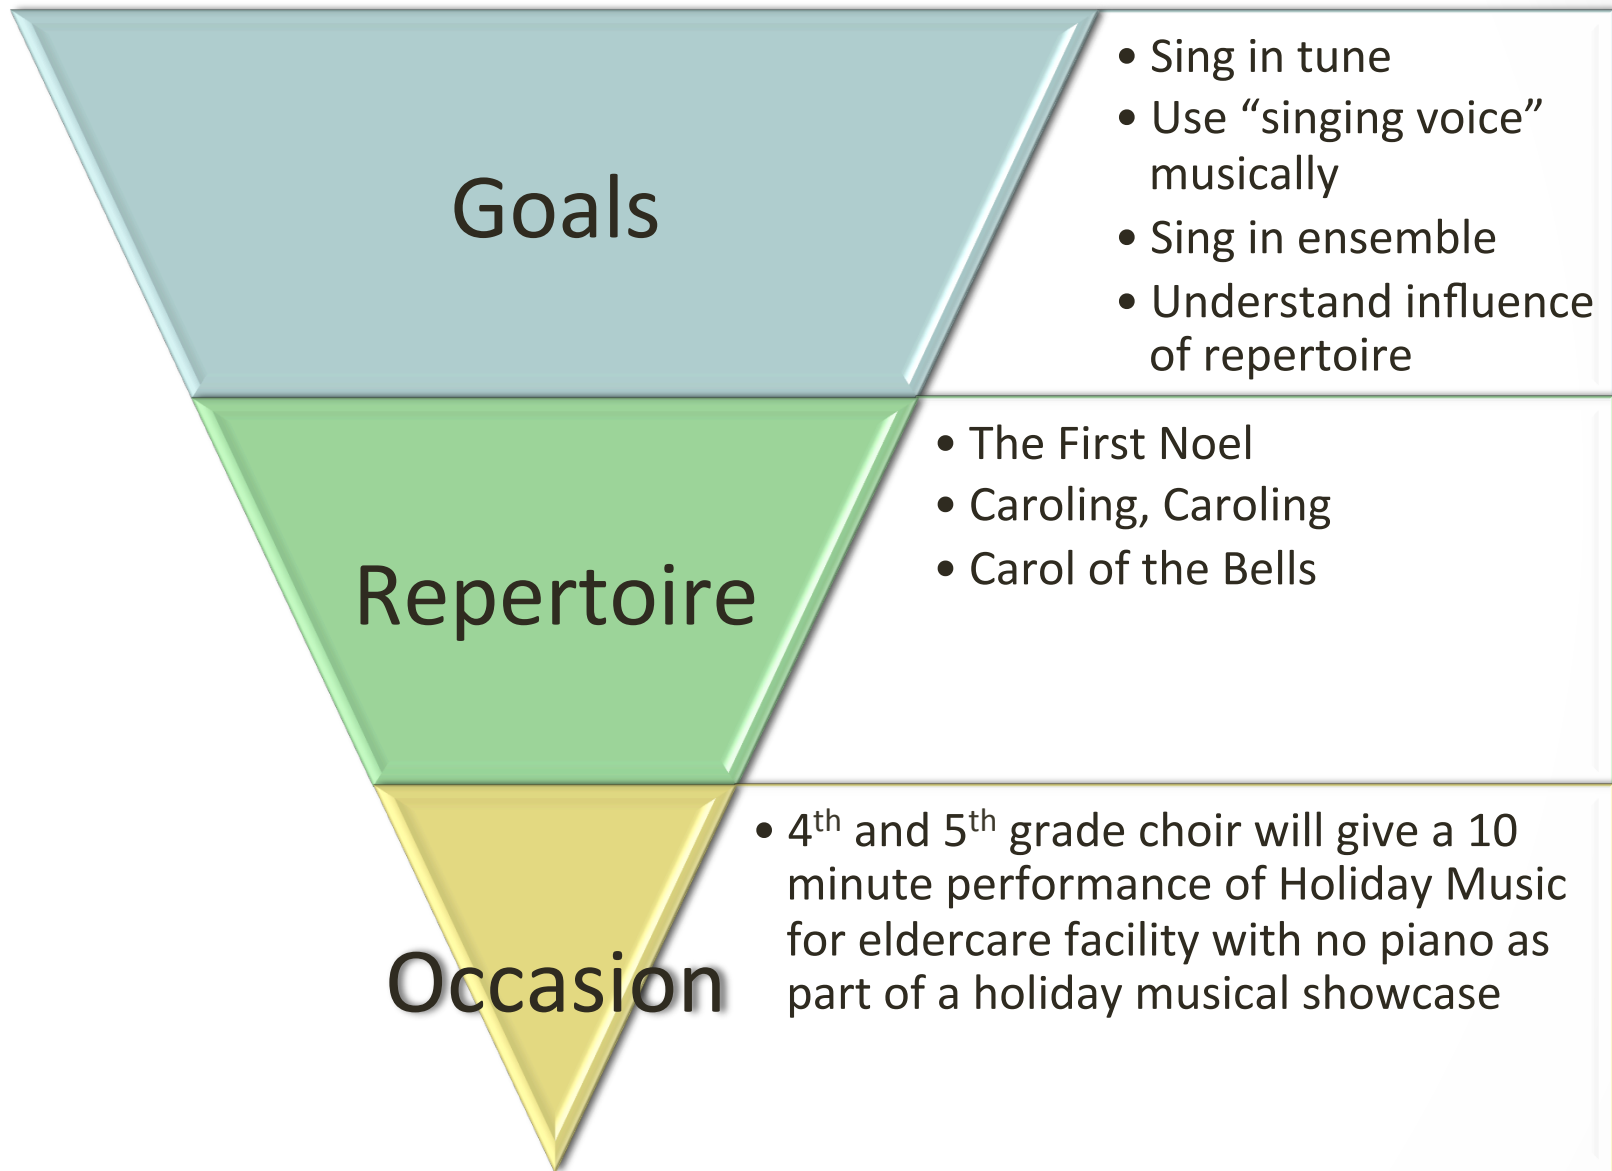 Goals
• Sing in tune
• Use “singing voice”
musically
• Sing in ensemble
• Understand influence
of repertoire
Repertoire
• The First Noel
• Caroling, Caroling
• Carol of the Bells
Occasion
• 4th and 5th grade choir will give a 10
minute performance of Holiday Music
for eldercare facility with no piano as
part of a holiday musical showcase